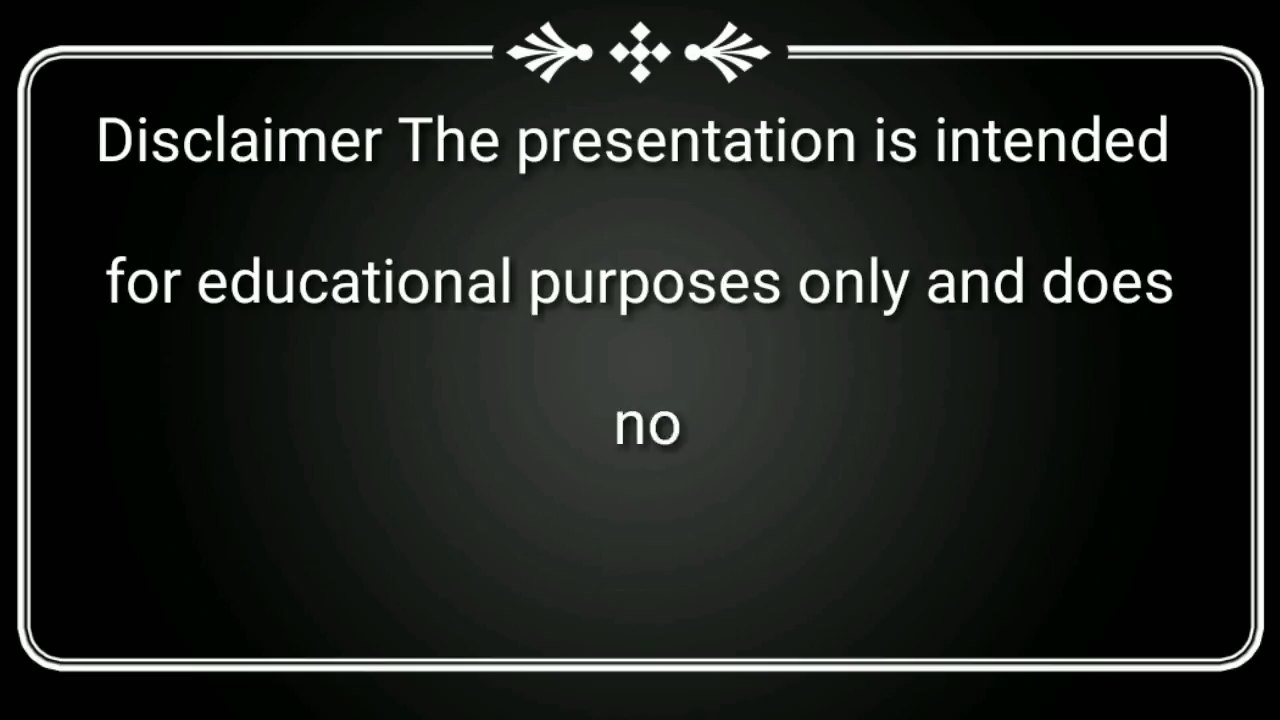 Disclaimer The presentation is intended
for educational purposes only and does
no